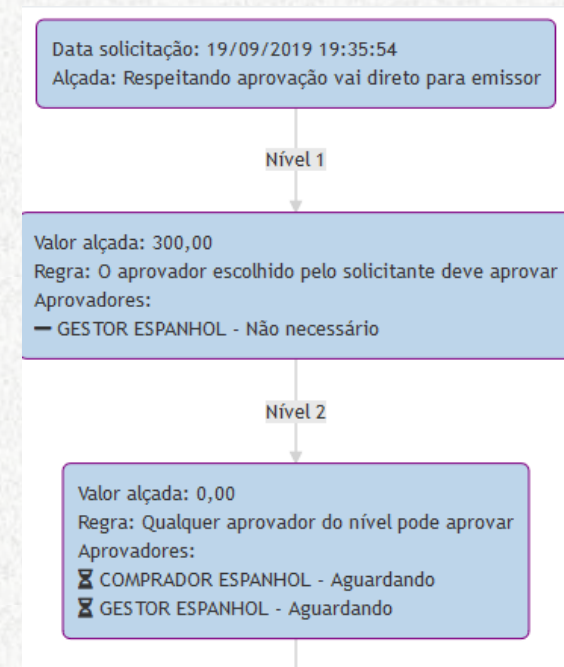 Data solicitação: 19/09/2019 19:35:54
Alçada: Respeitando aprovação vai direto para emissor
Nível 1
Valor alçada: 300,00
Regra: O aprovador escolhido pelo solicitante deve aprovar
Aprovadores:
— GESTOR ESPANHOL - Não necessário
Nível 2
Valor alçada: 0,00
Regra: Qualquer aprovador do nível pode aprovar
Aprovadores:
⌛ COMPRADOR ESPANHOL - Aguardando
⌛ GESTOR ESPANHOL - Aguardando